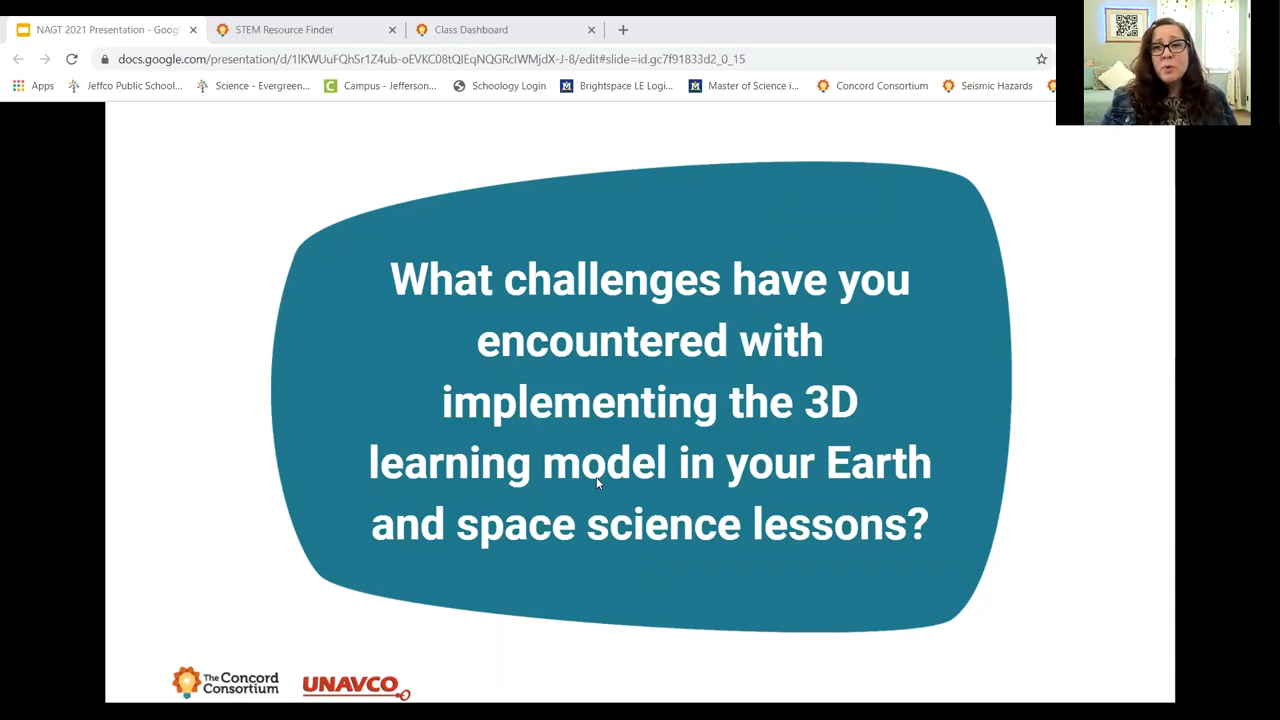 NAGT 2021 Presentation - Goog
STEM Resource Finder
Class Dashboard
docs.google.com/presentation/d/1lKWUuFQhSr1Z4ub-oEVKC08tQlxqNQGRcIWMjdX-J-8/edit#slide=id.gc7f91833d2_0_15
Apps
Jeffco Public School...
Science - Evergreen...
Campus - Jefferson...
Schoology Login
Brightspace LE Logi...
Master of Science i...
Concord Consortium
Seismic Hazards
What challenges have you
encountered with
implementing the 3D
learning model in your Earth
and space science lessons?
The Concord
Consortium
UNAVCO